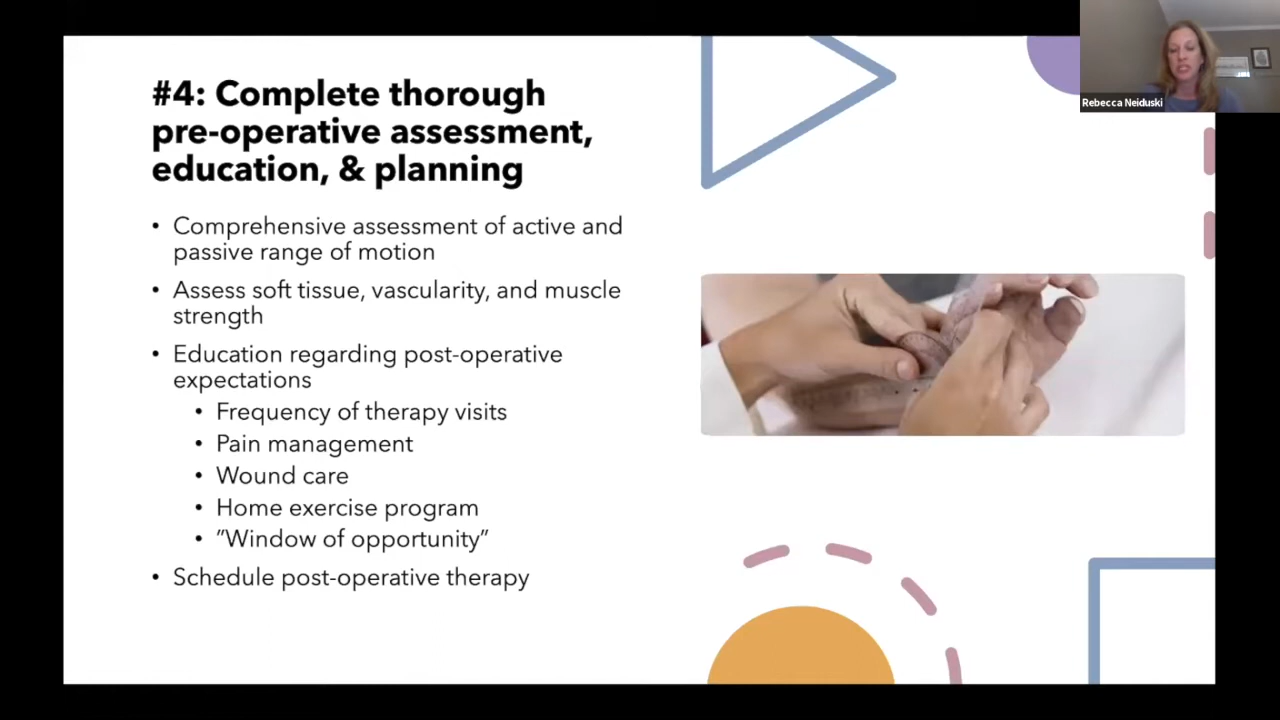 #4: Complete thorough
pre-operative assessment,
education, & planning
• Comprehensive assessment of active and
passive range of motion
• Assess soft tissue, vascularity, and muscle
strength
• Education regarding post-operative
expectations
• Frequency of therapy visits
• Pain management
• Wound care
• Home exercise program
• ”Window of opportunity”
• Schedule post-operative therapy
Rebecca Neiduski